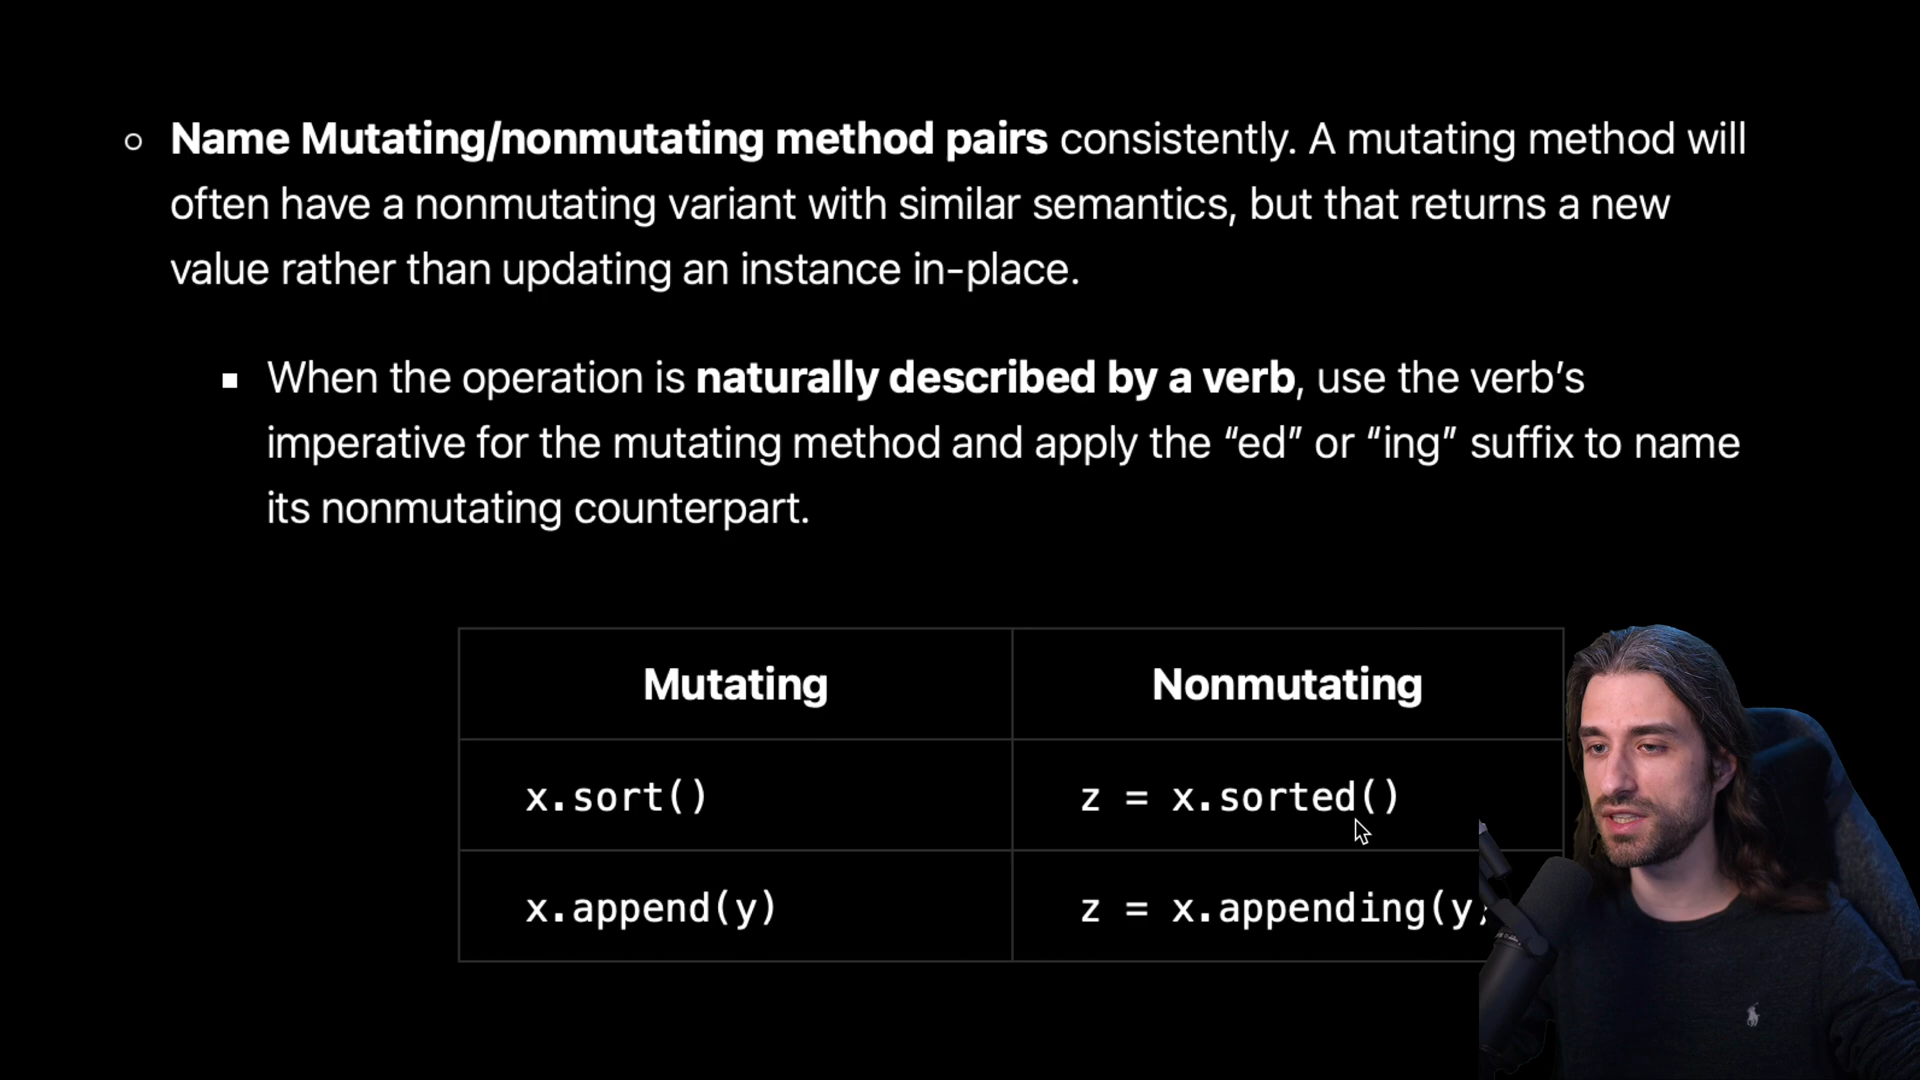 Name Mutating/nonmutating method pairs consistently. A mutating method will
often have a nonmutating variant with similar semantics, but that returns a new
value rather than updating an instance in-place.
When the operation is naturally described by a verb, use the verb’s
imperative for the mutating method and apply the “ed” or “ing” suffix to name
its nonmutating counterpart.
Mutating Nonmutating
x.sort() z = x.sorted()
x.append(y) z = x.appending(y)